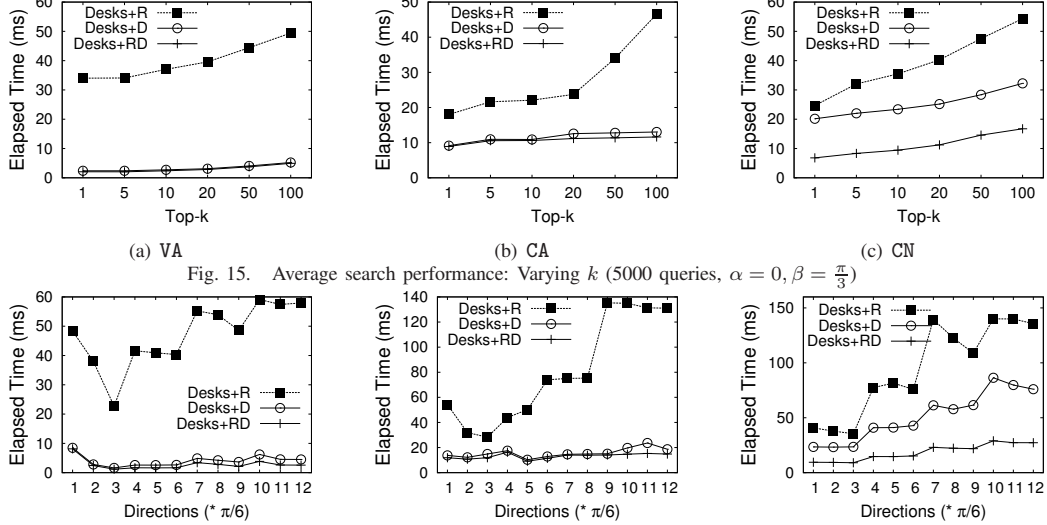 60
50
40
30
20
10
0
Elapsed Time (ms)
Desks+R
Desks+D
Desks+RD
1 5 10 20 50 100
Top-k
(a) VA
50
40
30
20
10
0
Elapsed Time (ms)
Desks+R
Desks+D
Desks+RD
1 5 10 20 50 100
Top-k
(b) CA
60
50
40
30
20
10
0
Elapsed Time (ms)
Desks+R
Desks+D
Desks+RD
1 5 10 20 50 100
Top-k
(c) CN
Fig. 15. Average search performance: Varying k (5000 queries, α = 0, β = π/3)
60
50
40
30
20
10
0
Elapsed Time (ms)
Desks+R
Desks+D
Desks+RD
1 2 3 4 5 6 7 8 9 10 11 12
Directions (* π/6)
140
120
100
80
60
40
20
0
Elapsed Time (ms)
Desks+R
Desks+D
Desks+RD
1 2 3 4 5 6 7 8 9 10 11 12
Directions (* π/6)
150
100
50
0
Elapsed Time (ms)
Desks+R
Desks+D
Desks+RD
1 2 3 4 5 6 7 8 9 10 11 12
Directions (* π/6)